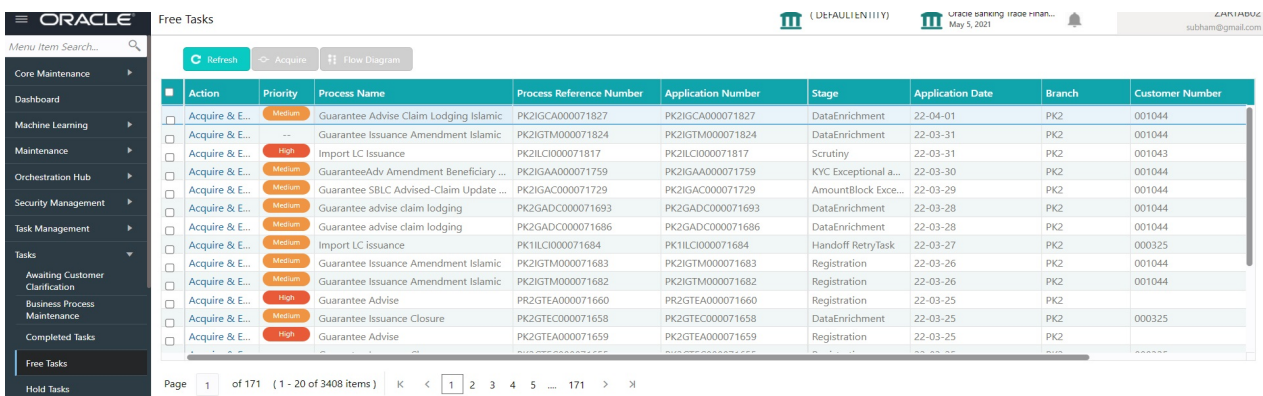 ORACLE
Free Tasks
( DEFAULTENTITY)
Oracle Banking Trade Finan...
May 5, 2021
ZARTAB02
subham@gmail.com
Menu Item Search...
Core Maintenance
Dashboard
Machine Learning
Maintenance
Orchestration Hub
Security Management
Task Management
Tasks
Awaiting Customer
Clarification
Business Process
Maintenance
Completed Tasks
Free Tasks
Hold Tasks
Refresh Acquire Flow Diagram
Action Priority Process Name Process Reference Number Application Number Stage Application Date Branch Customer Number
Acquire & E... Medium Guarantee Advise Claim Lodging Islamic PK2IGCA000071827 PK2IGCA000071827 DataEnrichment 22-04-01 PK2 001044
Acquire & E... -- Guarantee Issuance Amendment Islamic PK2IGTM000071824 PK2IGTM000071824 DataEnrichment 22-03-31 PK2 001044
Acquire & E... High Import LC Issuance PK2ILCI000071817 PK2ILCI000071817 Scrutiny 22-03-31 PK2 001043
Acquire & E... Medium GuaranteeAdv Amendment Beneficiary ... PK2IGAA000071759 PK2IGAA000071759 KYC Exceptional a... 22-03-30 PK2 001044
Acquire & E... Medium Guarantee SBLC Advised-Claim Update ... PK2IGAC000071729 PK2IGAC000071729 AmountBlock Exce... 22-03-29 PK2 001044
Acquire & E... Medium Guarantee advise claim lodging PK2GADC000071693 PK2GADC000071693 DataEnrichment 22-03-28 PK2 001044
Acquire & E... Medium Guarantee advise claim lodging PK2GADC000071686 PK2GADC000071686 DataEnrichment 22-03-28 PK2 001044
Acquire & E... Medium Import LC issuance PK1ILCI000071684 PK1ILCI000071684 Handoff RetryTask 22-03-27 PK2 000325
Acquire & E... Medium Guarantee Issuance Amendment Islamic PK2IGTM000071683 PK2IGTM000071683 Registration 22-03-26 PK2 001044
Acquire & E... Medium Guarantee Issuance Amendment Islamic PK2IGTM000071682 PK2IGTM000071682 Registration 22-03-26 PK2 001044
Acquire & E... High Guarantee Advise PR2GTEA000071660 PR2GTEA000071660 Registration 22-03-25 PK2
Acquire & E... Medium Guarantee Issuance Closure PK2GTEC000071658 PK2GTEC000071658 DataEnrichment 22-03-25 PK2 000325
Acquire & E... High Guarantee Advise PK2GTEA000071659 PK2GTEA000071659 Registration 22-03-25 PK2
Page 1 of 171 ( 1 - 20 of 3408 items ) 1 2 3 4 5 .... 171